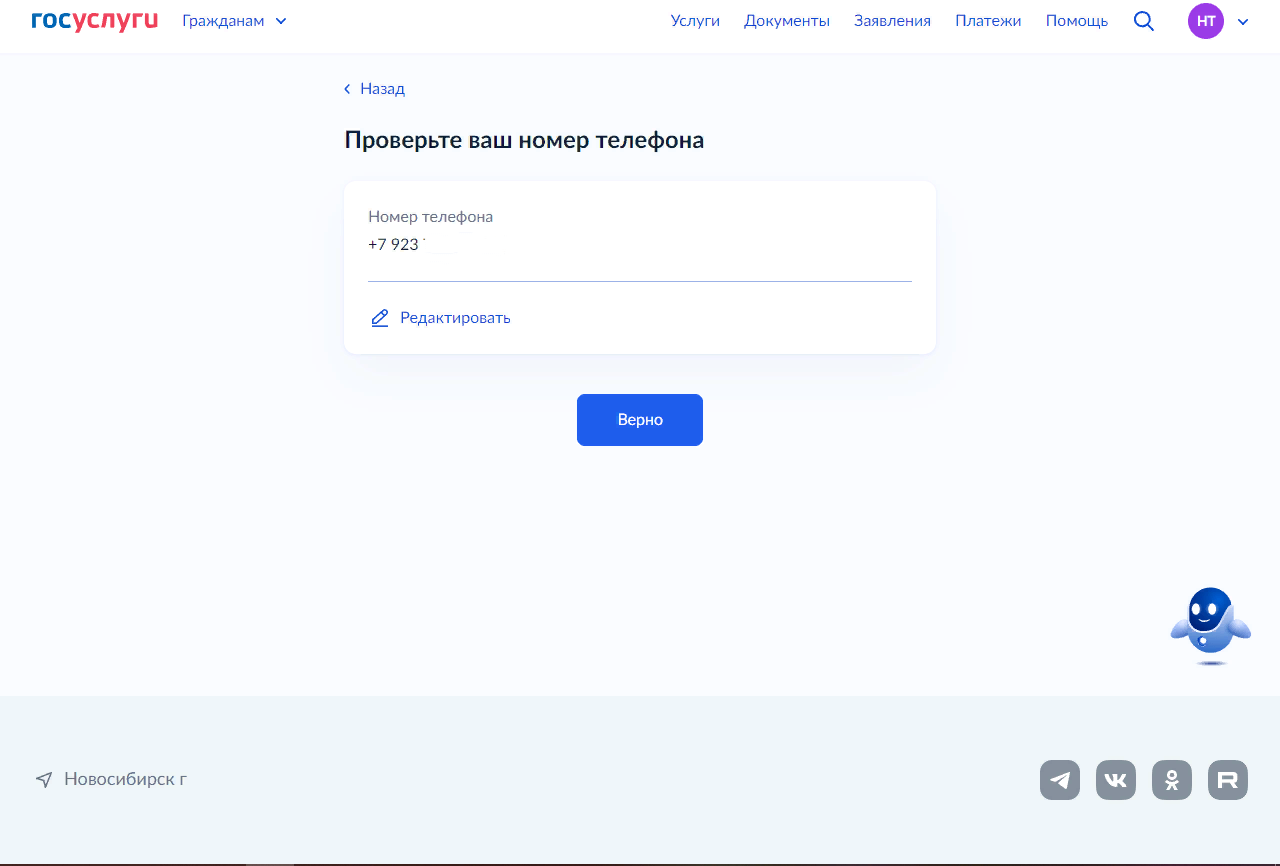 госуслуги Гражданам Услуги Документы Заявления Платежи Помощь НТ
Назад
Проверьте ваш номер телефона
Номер телефона
+7 923
Редактировать
Верно
Новосибирск г